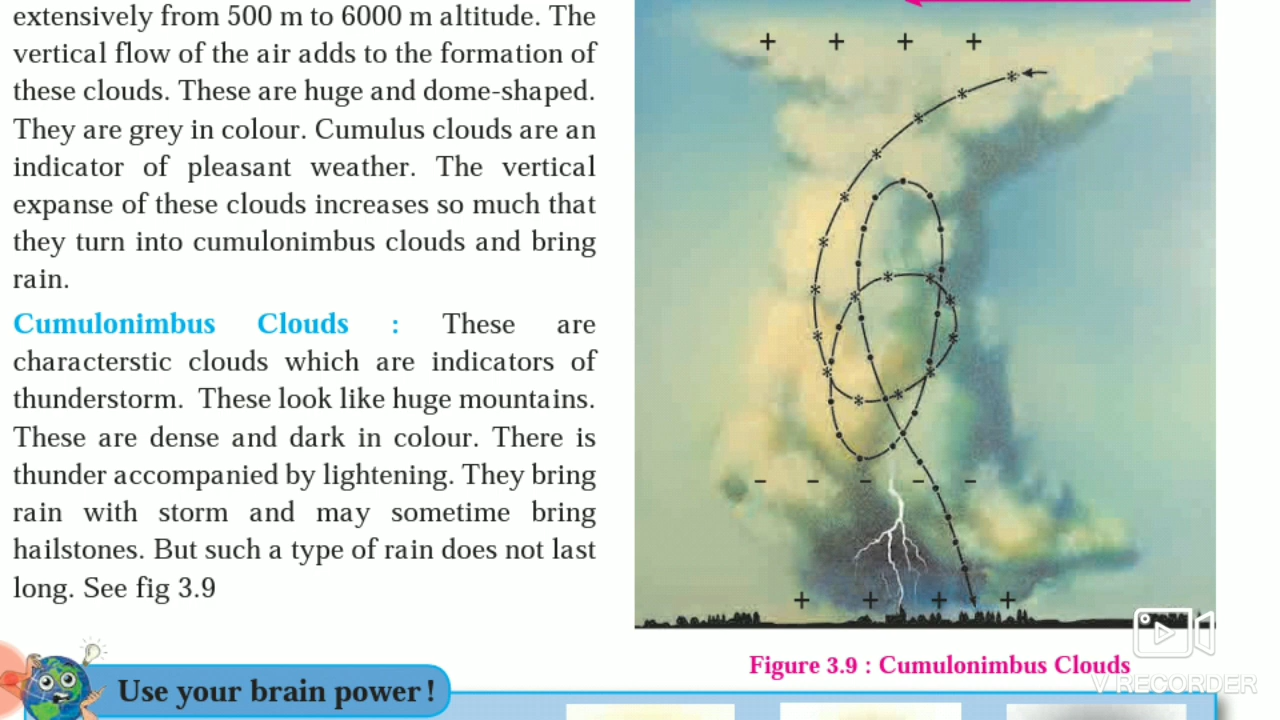 extensively from 500 m to 6000 m altitude. The
vertical flow of the air adds to the formation of
these clouds. These are huge and dome-shaped.
They are grey in colour. Cumulus clouds are an
indicator of pleasant weather. The vertical
expanse of these clouds increases so much that
they turn into cumulonimbus clouds and bring
rain.
Cumulonimbus Clouds : These are
characterstic clouds which are indicators of
thunderstorm. These look like huge mountains.
These are dense and dark in colour. There is
thunder accompanied by lightening. They bring
rain with storm and may sometime bring
hailstones. But such a type of rain does not last
long. See fig 3.9
+ + + +
- - - - -
+ + + +
Figure 3.9 : Cumulonimbus Clouds
V RECORDER
Use your brain power !